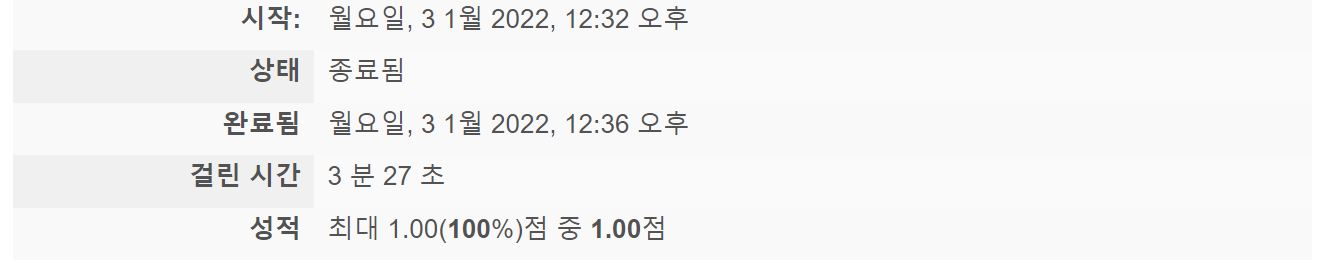 시작: 월요일, 3 1월 2022, 12:32 오후
상태 종료됨
완료됨 월요일, 3 1월 2022, 12:36 오후
걸린 시간 3 분 27 초
성적 최대 1.00(100%)점 중 1.00점